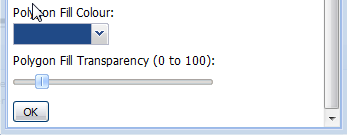 Polygon Fill Colour:
Polygon Fill Transparency (0 to 100):
OK